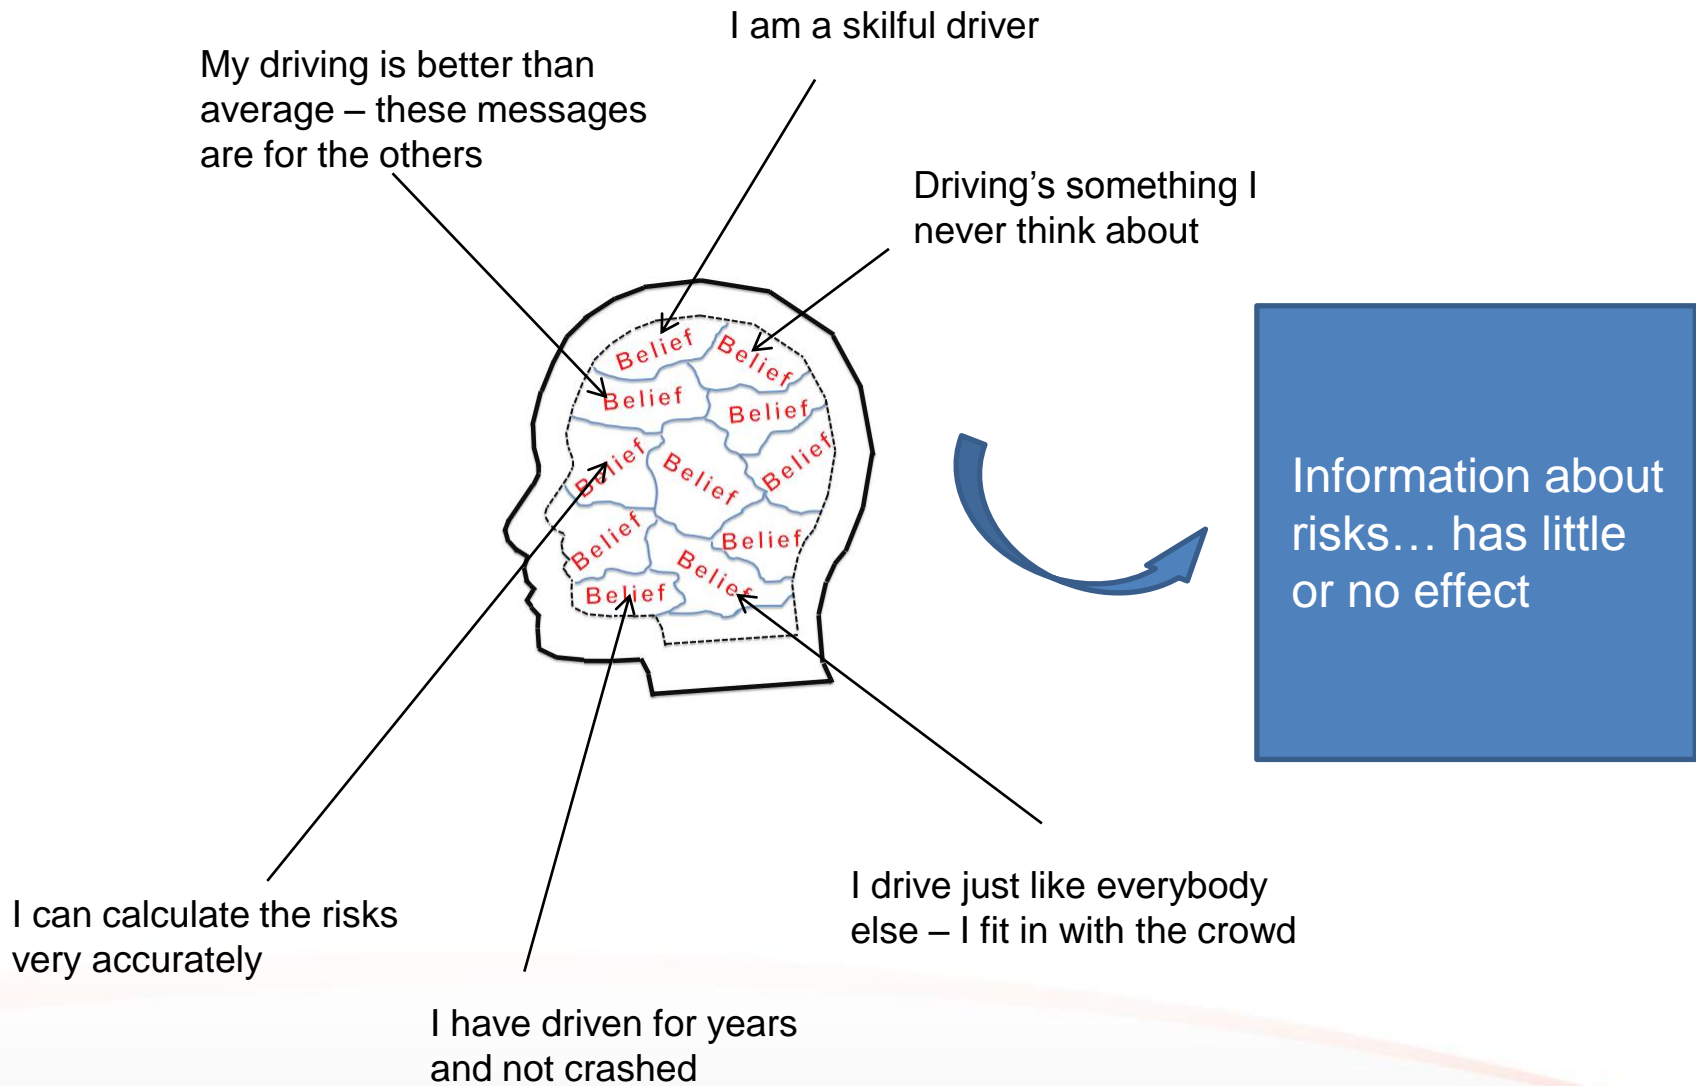 I am a skilful driver
My driving is better than
average – these messages
are for the others
Driving’s something I
never think about
Belief
Belief
Belief
Belief
Belief
Belief
Belief
Belief
Belief
Belief
Belief
Information about
risks… has little
or no effect
I can calculate the risks
very accurately
I drive just like everybody
else – I fit in with the crowd
I have driven for years
and not crashed